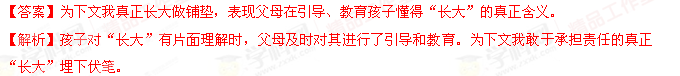 【答案】为下文我真正长大做铺垫，表现父母在引导、教育孩子懂得“长大”的真正含义。
【解析】孩子对“长大”有片面理解时，父母及时对其进行了引导和教育。为下文我敢于承担责任的真正
“长大”埋下伏笔。